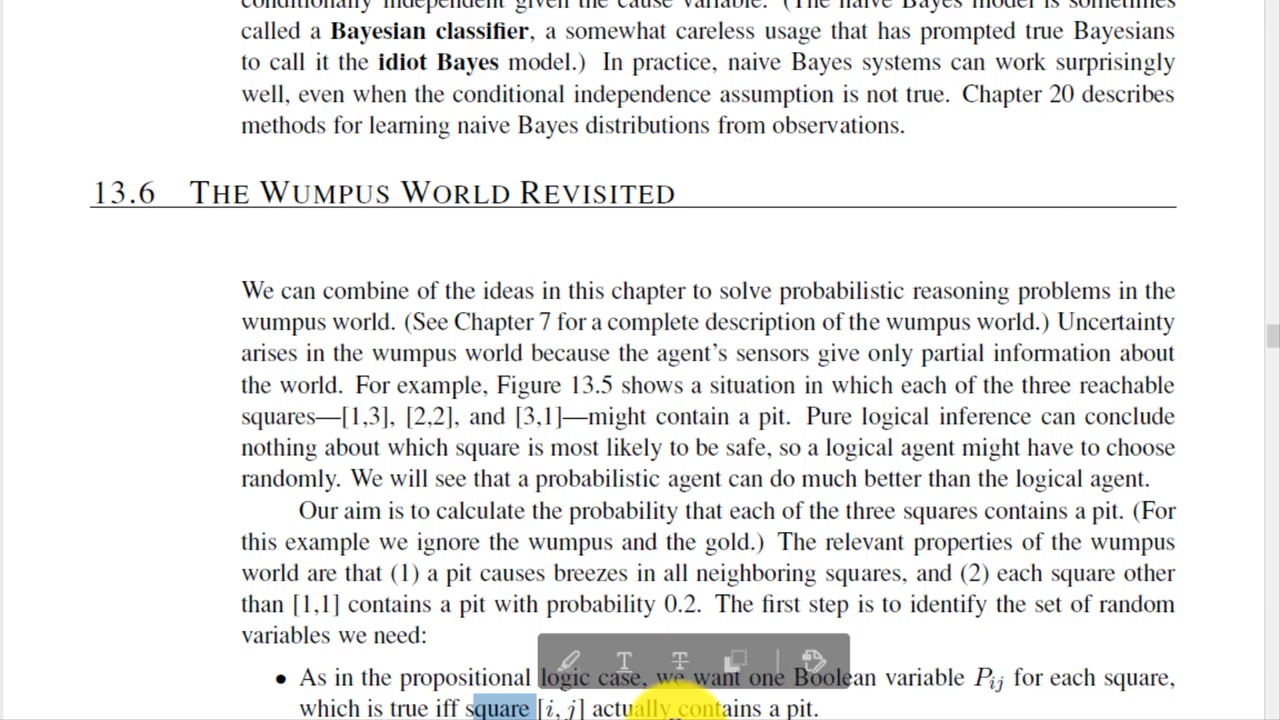 conditionally independent given the cause variable. (The naive Bayes model is sometimes
called a Bayesian classifier, a somewhat careless usage that has prompted true Bayesians
to call it the idiot Bayes model.) In practice, naive Bayes systems can work surprisingly
well, even when the conditional independence assumption is not true. Chapter 20 describes
methods for learning naive Bayes distributions from observations.
13.6 THE WUMPUS WORLD REVISITED
We can combine of the ideas in this chapter to solve probabilistic reasoning problems in the
wumpus world. (See Chapter 7 for a complete description of the wumpus world.) Uncertainty
arises in the wumpus world because the agent's sensors give only partial information about
the world. For example, Figure 13.5 shows a situation in which each of the three reachable
squares—[1,3], [2,2], and [3,1]—might contain a pit. Pure logical inference can conclude
nothing about which square is most likely to be safe, so a logical agent might have to choose
randomly. We will see that a probabilistic agent can do much better than the logical agent.
Our aim is to calculate the probability that each of the three squares contains a pit. (For
this example we ignore the wumpus and the gold.) The relevant properties of the wumpus
world are that (1) a pit causes breezes in all neighboring squares, and (2) each square other
than [1,1] contains a pit with probability 0.2. The first step is to identify the set of random
variables we need:
• As in the propositional logic case, we want one Boolean variable Pij for each square,
which is true iff square [i, j] actually contains a pit.